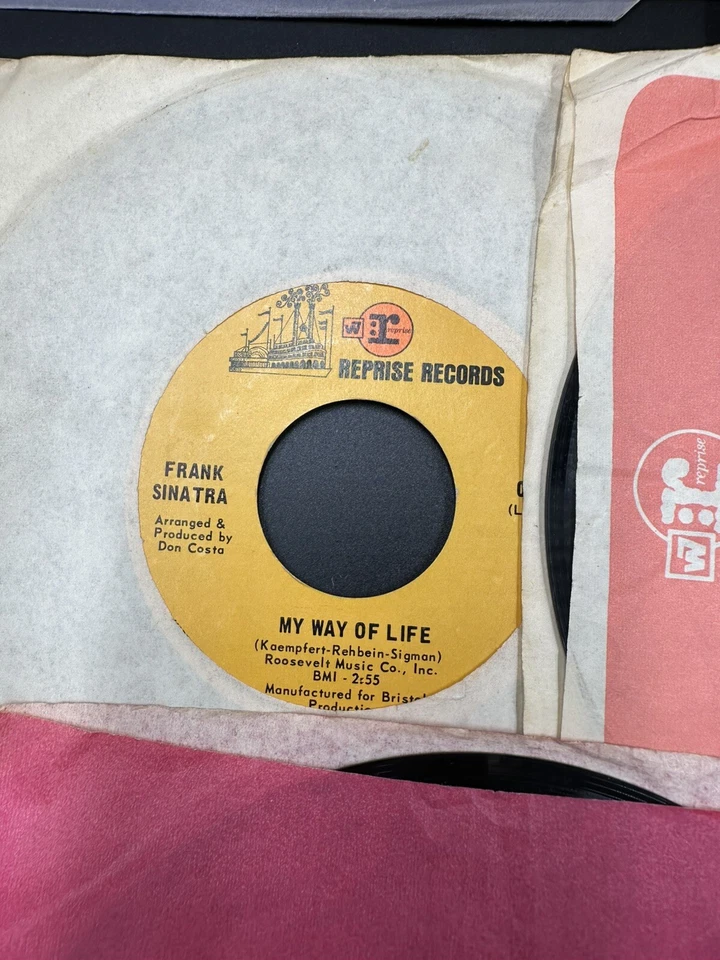 W: r reprise
REPRISE RECORDS
FRANK
SINATRA
Arranged &
Produced by
Don Costa
(L
MY WAY OF LIFE
(Kaempfert-Rehbein-Sigman)
Roosevelt Music Co., Inc.
BMI - 2:55
Manufactured for Bristol
W: r reprise